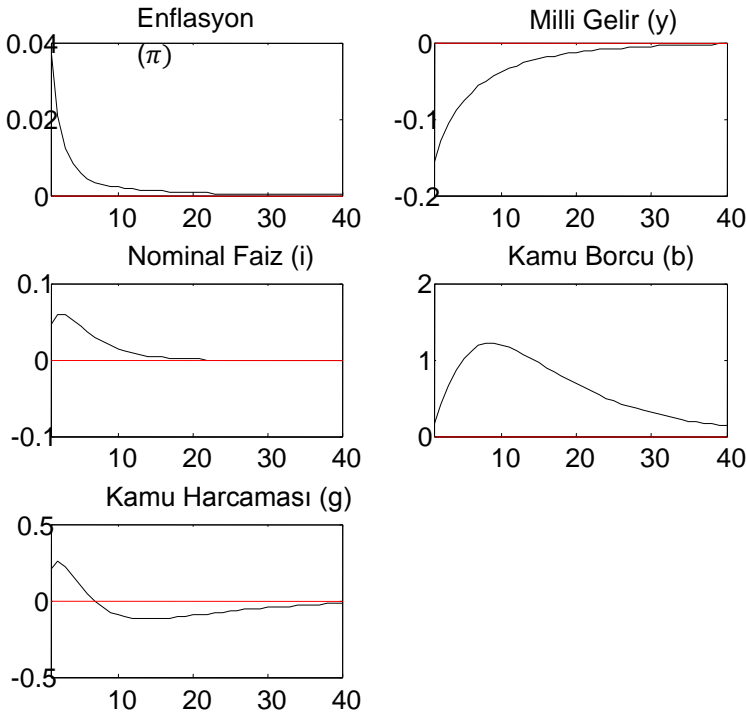 Enflasyon
(π)
0.04
0.02
0
10 20 30 40
Milli Gelir (y)
0
-0.1
-0.2
10 20 30 40
Nominal Faiz (i)
0.1
0
-0.1
10 20 30 40
Kamu Borcu (b)
2
1
0
10 20 30 40
Kamu Harcaması (g)
0.5
0
-0.5
10 20 30 40